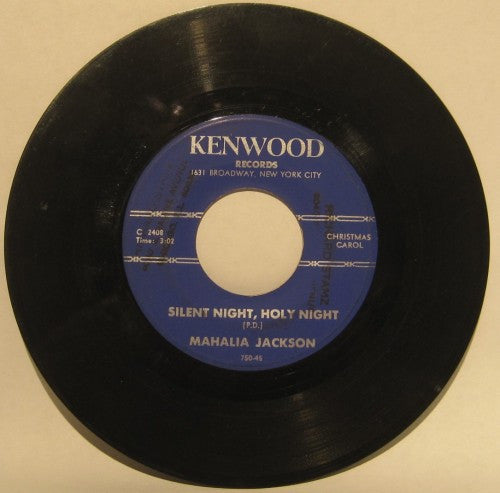 KENWOOD
RECORDS
1631 BROADWAY, NEW YORK CITY
C 2408
Time: 3:02
CHRISTMAS
CAROL
SILENT NIGHT, HOLY NIGHT
(P.D.)
MAHALIA JACKSON
750-45